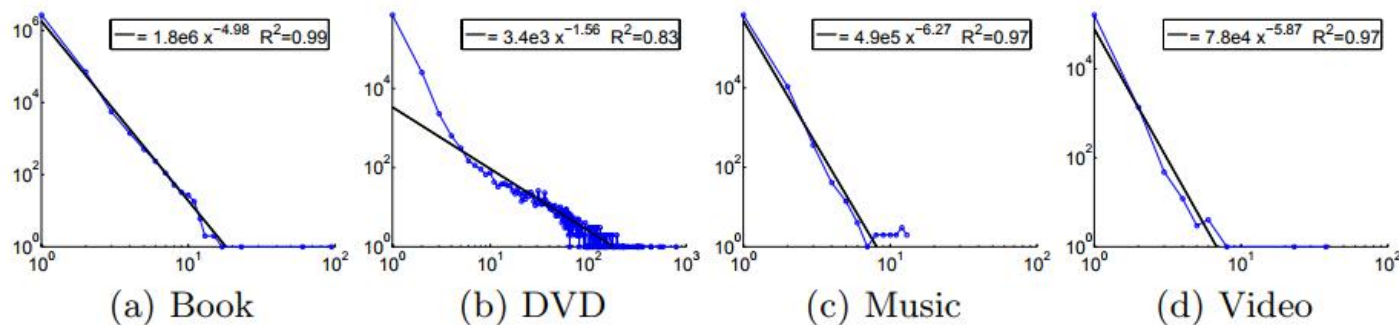 = 1.8e6 x^-4.98 R^2=0.99
10^6
10^4
10^2
10^0
10^0 10^1 10^2
(a) Book
= 3.4e3 x^-1.56 R^2=0.83
10^4
10^2
10^0
10^0 10^1 10^2 10^3
(b) DVD
= 4.9e5 x^-6.27 R^2=0.97
10^4
10^2
10^0
10^0 10^1 10^2
(c) Music
= 7.8e4 x^-5.87 R^2=0.97
10^4
10^2
10^0
10^0 10^1 10^2
(d) Video